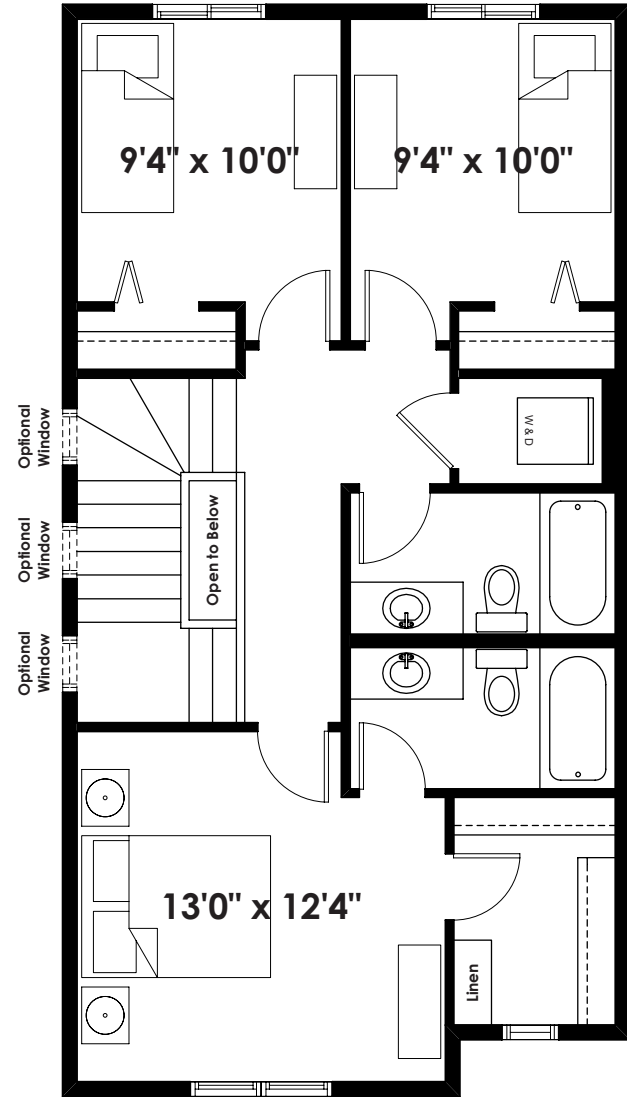 9'4" x 10'0"
9'4" x 10'0"
Optional
Window
W & D
Optional
Window
Open to Below
Optional
Window
13'0" x 12'4"
Linen